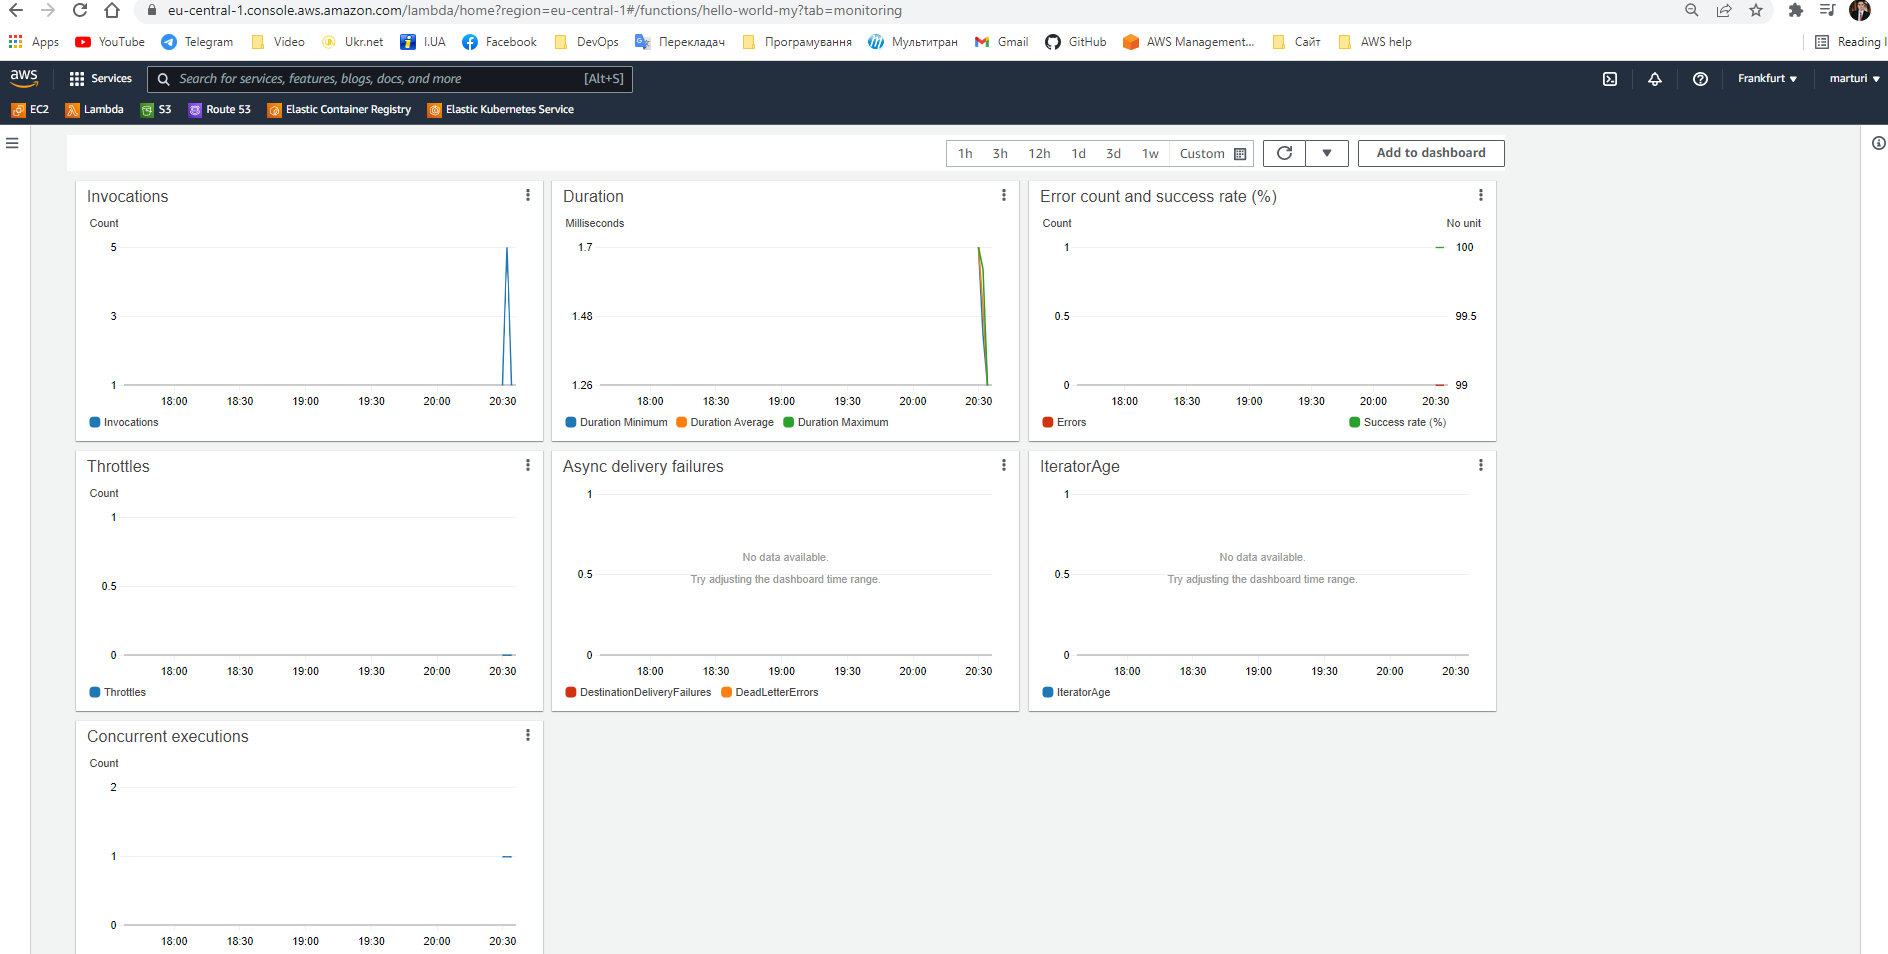 eu-central-1.console.aws.amazon.com/lambda/home?region=eu-central-1#/functions/hello-world-my?tab=monitoring
Apps YouTube Telegram Video Ukr.net I.UA Facebook DevOps Перекладач Програмування Мультитран Gmail GitHub AWS Management... Сайт AWS help Reading l
aws Services Search for services, features, blogs, docs, and more [Alt+S] Frankfurt marturi
EC2 Lambda S3 Route 53 Elastic Container Registry Elastic Kubernetes Service
1h 3h 12h 1d 3d 1w Custom Add to dashboard
Invocations
Count
5
3
1
18:00 18:30 19:00 19:30 20:00 20:30
Invocations
Duration
Milliseconds
1.7
1.48
1.26
18:00 18:30 19:00 19:30 20:00 20:30
Duration Minimum Duration Average Duration Maximum
Error count and success rate (%)
Count No unit
1 100
0.5 99.5
0 99
18:00 18:30 19:00 19:30 20:00 20:30
Errors Success rate (%)
Throttles
Count
1
0.5
0
18:00 18:30 19:00 19:30 20:00 20:30
Throttles
Async delivery failures
1
No data available.
0.5
Try adjusting the dashboard time range.
0
18:00 18:30 19:00 19:30 20:00 20:30
DestinationDeliveryFailures DeadLetterErrors
IteratorAge
1
No data available.
0.5
Try adjusting the dashboard time range.
0
18:00 18:30 19:00 19:30 20:00 20:30
IteratorAge
Concurrent executions
Count
2
1
0
18:00 18:30 19:00 19:30 20:00 20:30